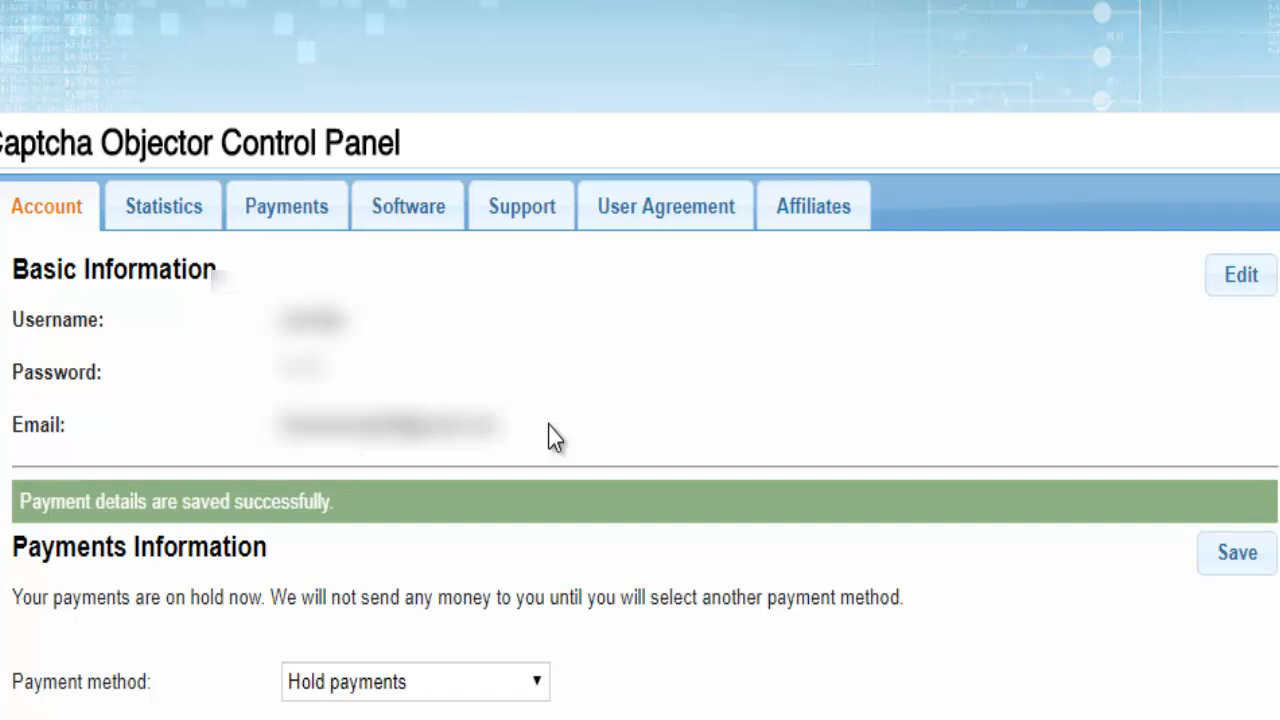 Captcha Objector Control Panel
Account Statistics Payments Software Support User Agreement Affiliates
Basic Information Edit
Username:
Password:
Email:
Payment details are saved successfully.
Payments Information Save
Your payments are on hold now. We will not send any money to you until you will select another payment method.
Payment method: Hold payments